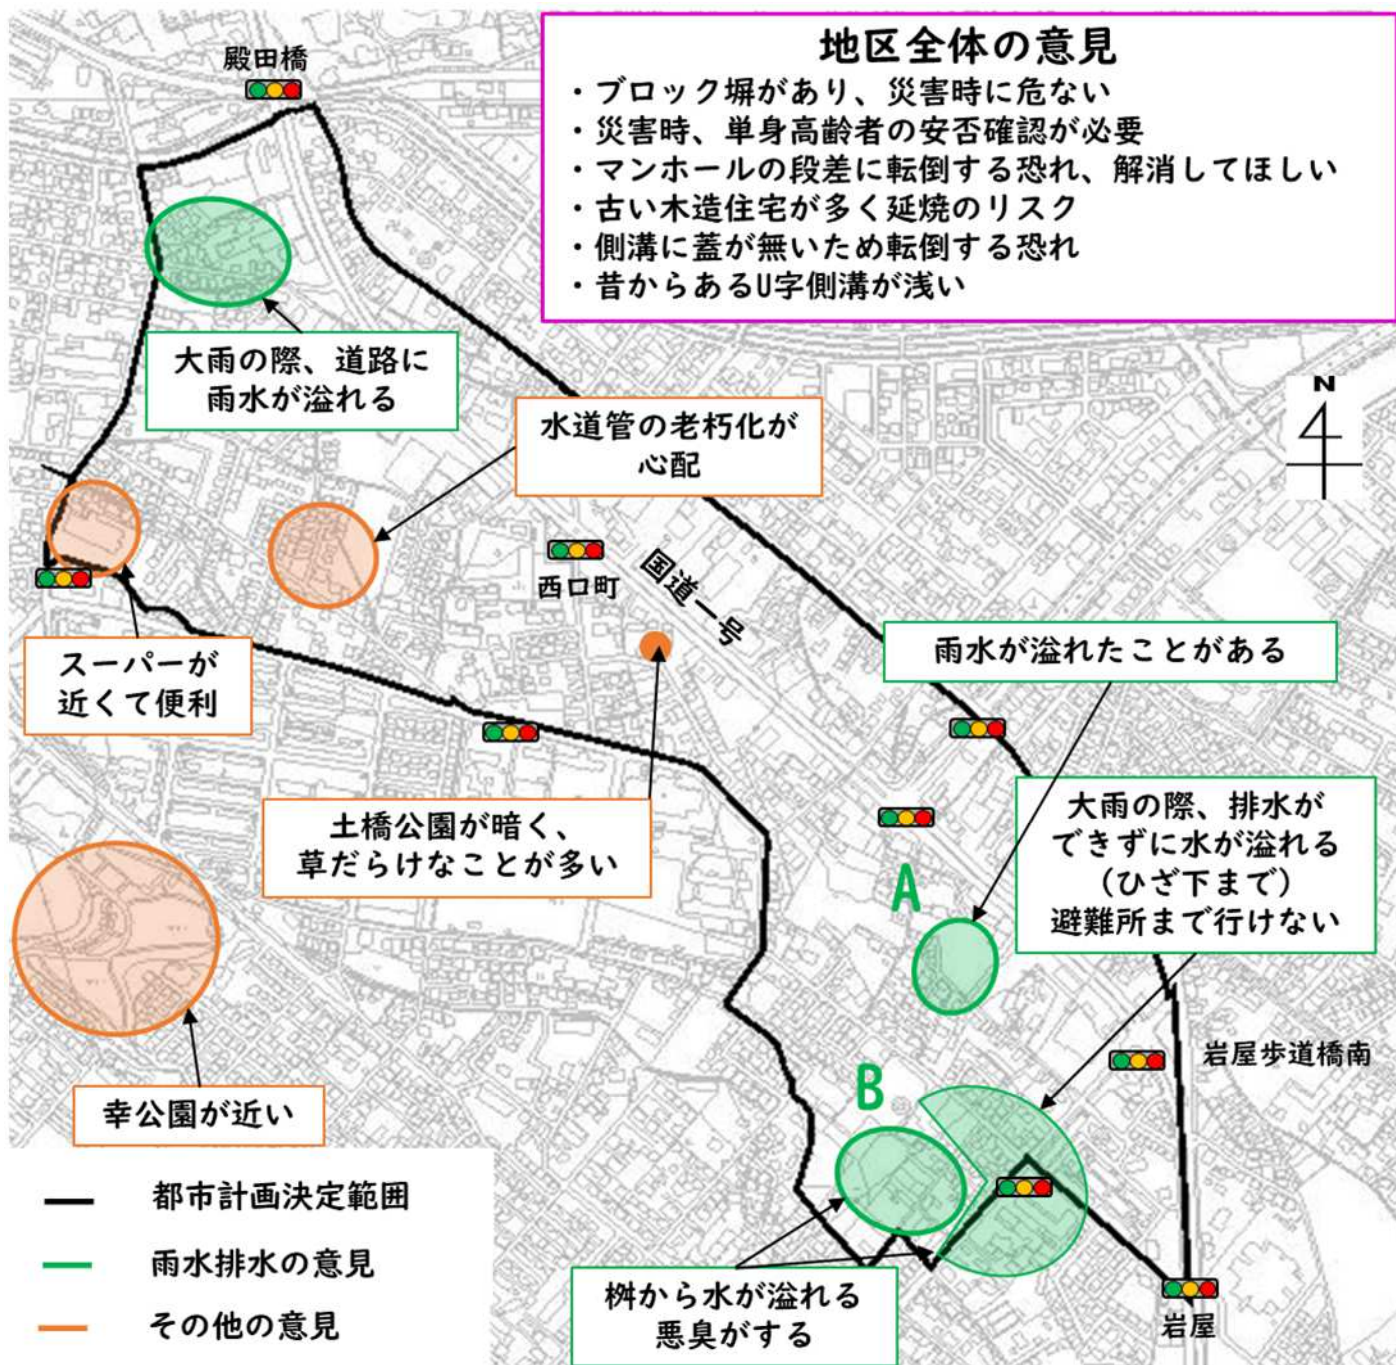 殿田橋
地区全体の意見
・ブロック塀があり、災害時に危ない
・災害時、単身高齢者の安否確認が必要
・マンホールの段差に転倒する恐れ、解消してほしい
・古い木造住宅が多く延焼のリスク
・側溝に蓋が無いため転倒する恐れ
・昔からあるU字側溝が浅い
大雨の際、道路に
雨水が溢れる
N
水道管の老朽化が
心配
西口町
国道一号
スーパーが
近くて便利
雨水が溢れたことがある
土橋公園が暗く、
草だらけなことが多い
大雨の際、排水が
できずに水が溢れる
（ひざ下まで）
避難所まで行けない
A
岩屋歩道橋南
B
幸公園が近い
都市計画決定範囲
雨水排水の意見
その他の意見
桝から水が溢れる
悪臭がする
岩屋